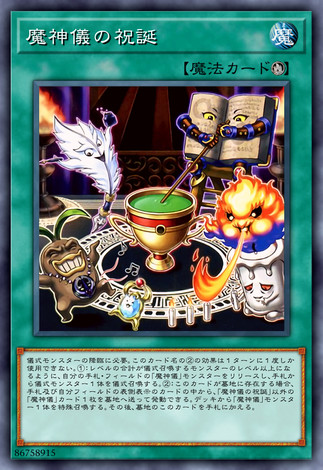 魔神儀の祝誕
魔
【魔法カード】
儀式モンスターの降臨に必要。このカード名の②の効果は1ターンに1度しか
使用できない。①：レベルの合計が儀式召喚するモンスターのレベル以上にな
るように、自分の手札・フィールドの「魔神儀」モンスターをリリースし、手札か
ら儀式モンスター1体を儀式召喚する。②：このカードが墓地に存在する場合、
手札及び自分フィールドの表側表示のカードの中から、「魔神儀の祝誕」以外の
「魔神儀」カード1枚を墓地へ送って発動できる。デッキから「魔神儀」モンスタ
ー1体を特殊召喚する。その後、墓地のこのカードを手札に加える。
86758915